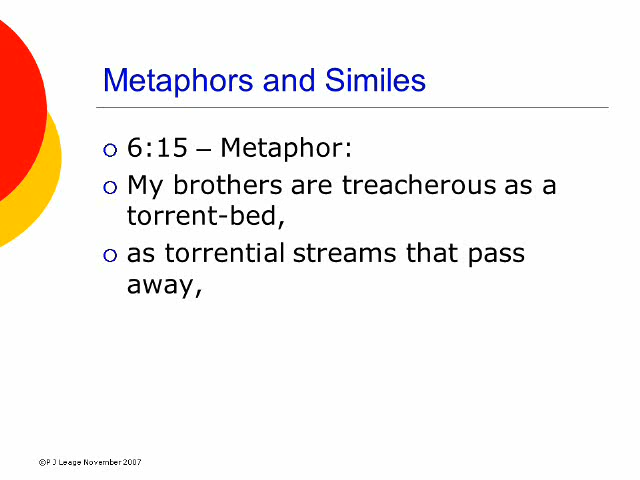 Metaphors and Similes
6:15 – Metaphor:
My brothers are treacherous as a
torrent-bed,
as torrential streams that pass
away,
©P J Leage November 2007